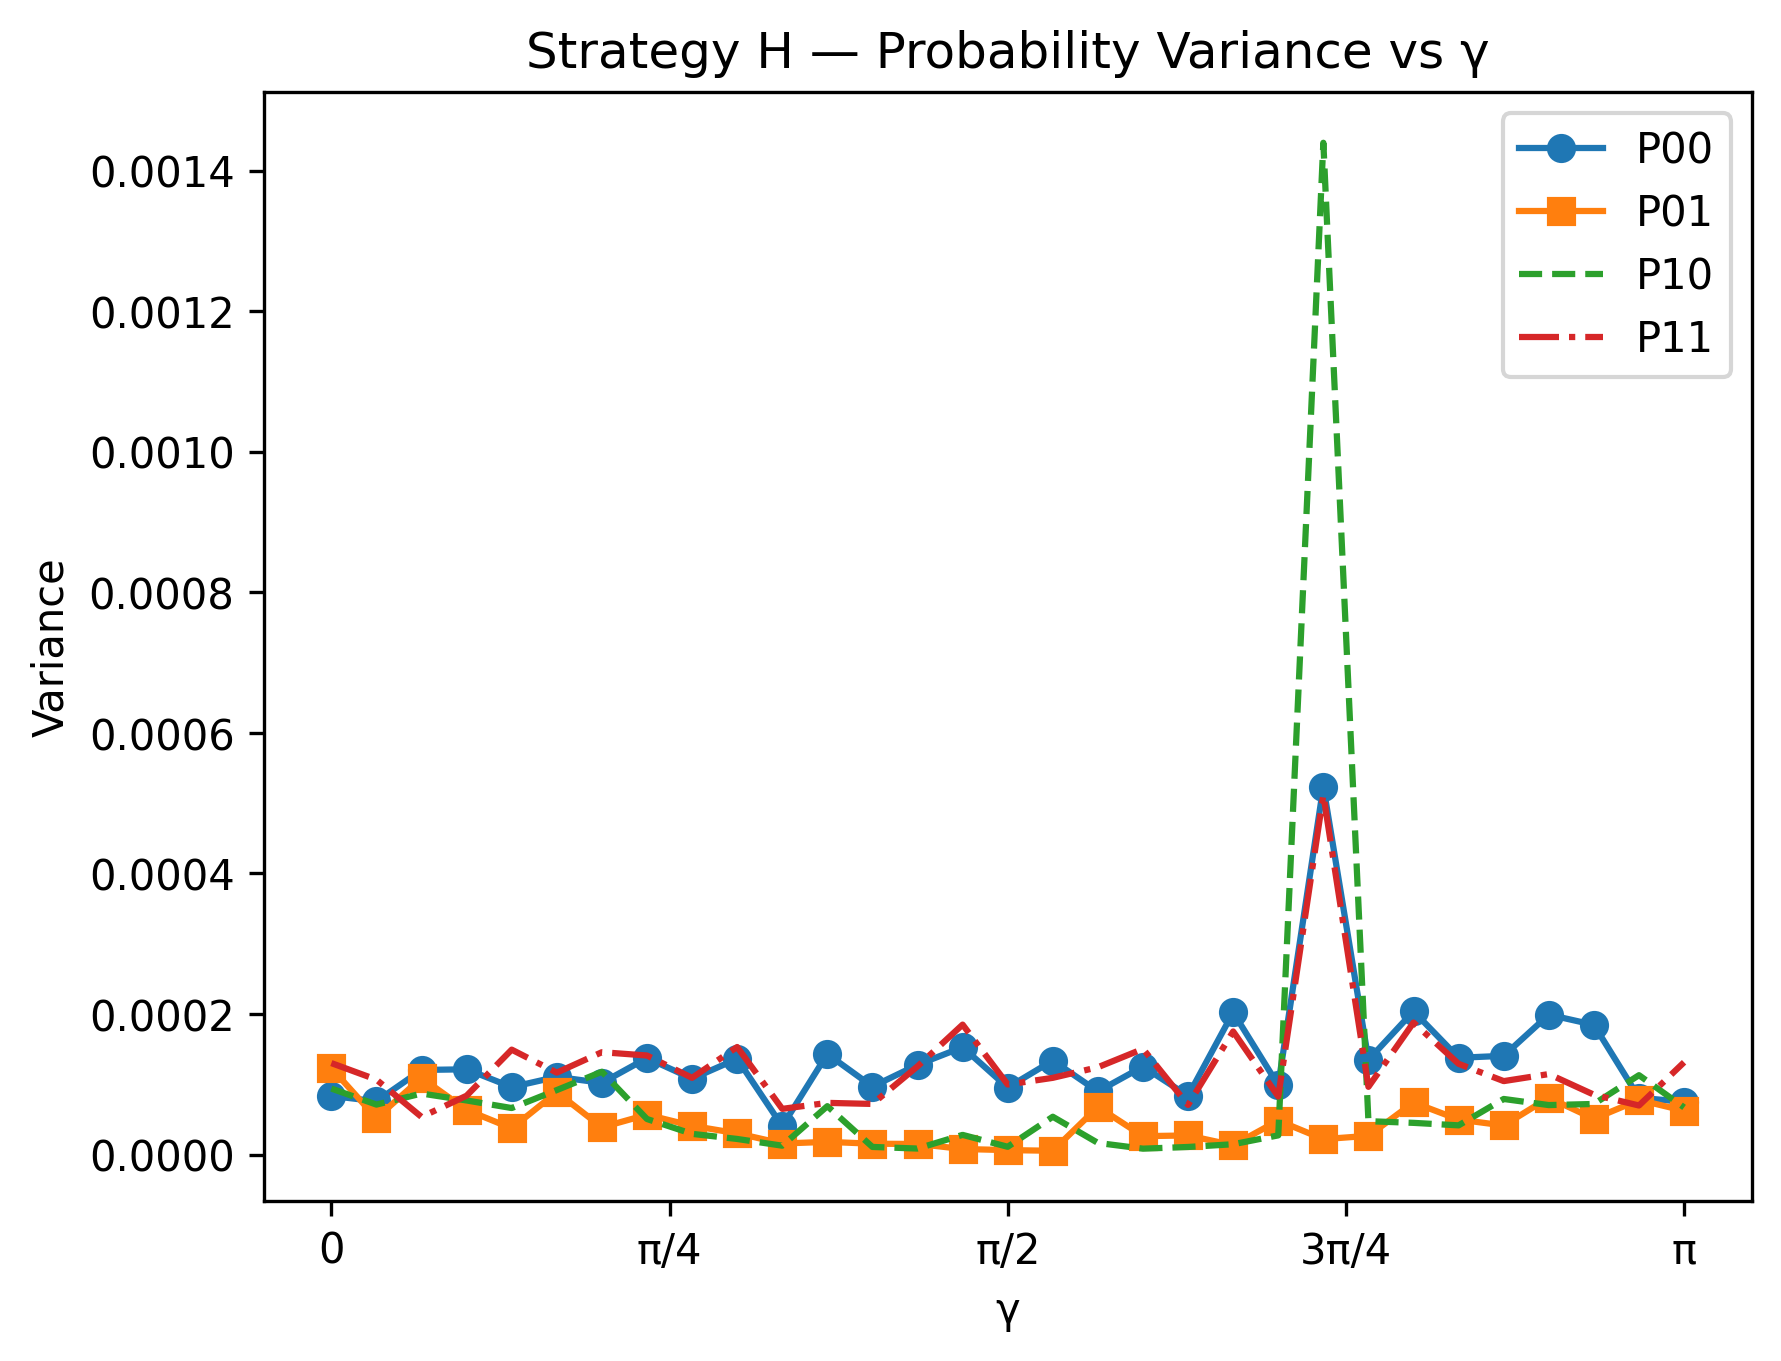 Strategy H — Probability Variance vs γ
P00
P01
P10
P11
0.0014
0.0012
0.0010
0.0008
0.0006
0.0004
0.0002
0.0000
Variance
0 π/4 π/2 3π/4 π
γ